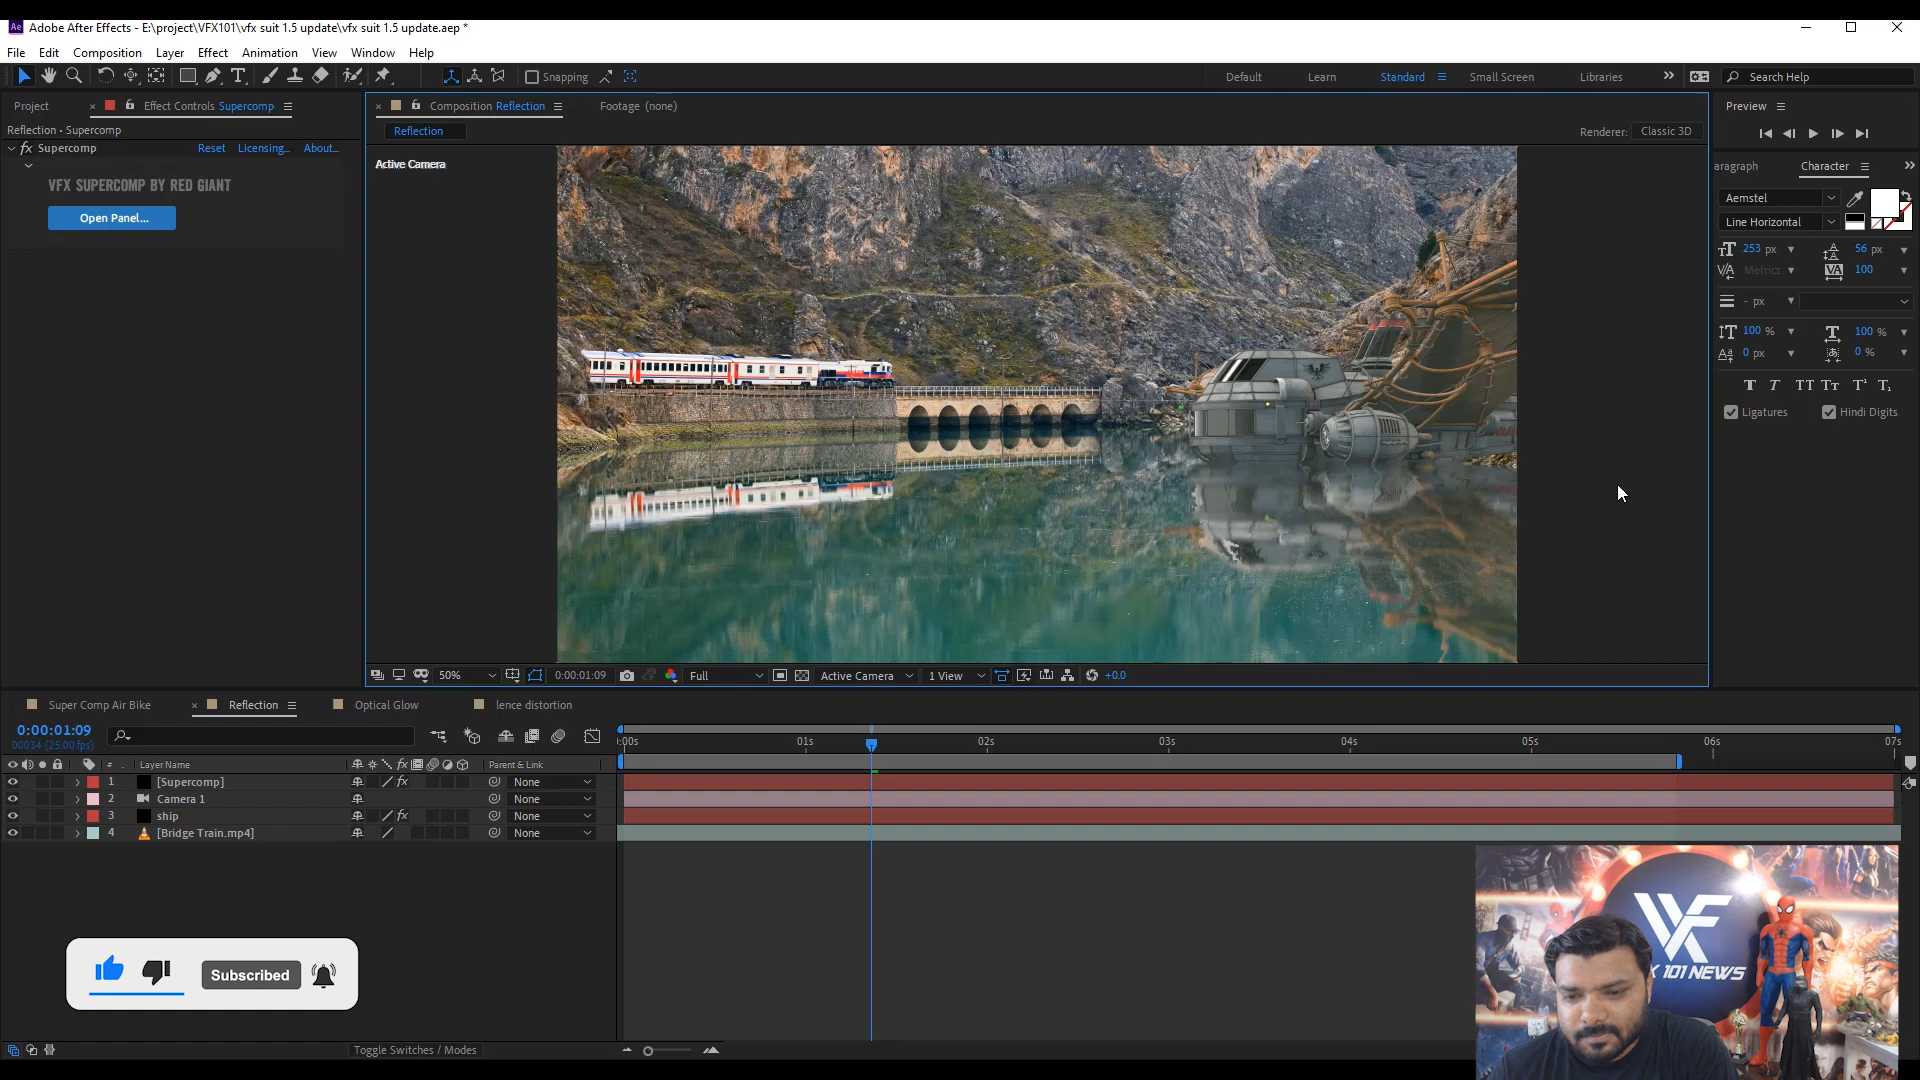 Adobe After Effects - E:\project\VFX101\vfx suit 1.5 update\vfx suit 1.5 update.aep *
File Edit Composition Layer Effect Animation View Window Help
Snapping
Default Learn Standard Small Screen Libraries Search Help
Project Effect Controls Supercomp
Composition Reflection Footage (none)
Preview
Reflection • Supercomp
Reflection
Renderer: Classic 3D
fx Supercomp Reset Licensing... About...
Active Camera
aragraph Character
VFX SUPERCOMP BY RED GIANT
Open Panel...
Aemstel
Line Horizontal
253 px 56 px
Metrics 100
- px
100 % 100 %
0 px 0 %
T T TT Tт T¹ T₁
Ligatures Hindi Digits
50% 0:00:01:09 Full Active Camera 1 View +0.0
Super Comp Air Bike Reflection Optical Glow lence distortion
0:00:01:09
00034 (25.00 fps)
:00s 01s 02s 03s 04s 05s 06s 07s
# Layer Name Parent & Link
1 [Supercomp] None
2 Camera 1 None
3 ship None
4 [Bridge Train.mp4] None
Subscribed
101 NEWS
Toggle Switches / Modes